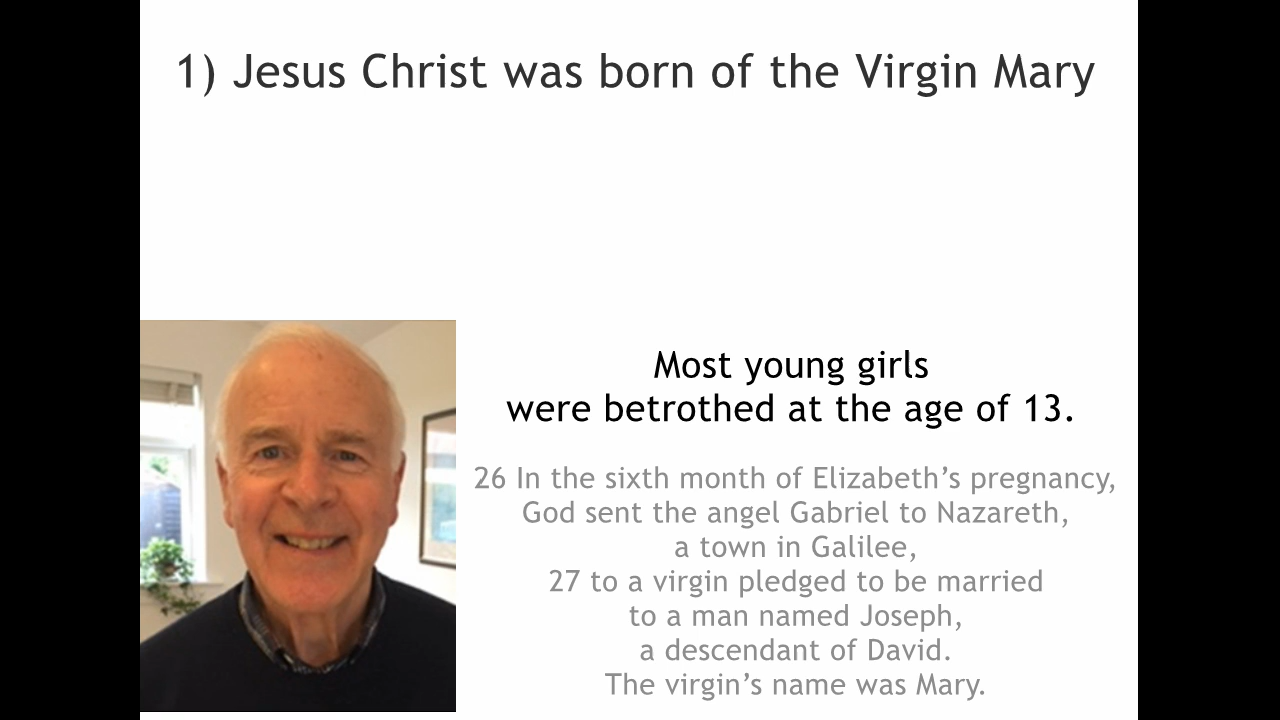 1) Jesus Christ was born of the Virgin Mary
Most young girls
were betrothed at the age of 13.
26 In the sixth month of Elizabeth’s pregnancy,
God sent the angel Gabriel to Nazareth,
a town in Galilee,
27 to a virgin pledged to be married
to a man named Joseph,
a descendant of David.
The virgin’s name was Mary.